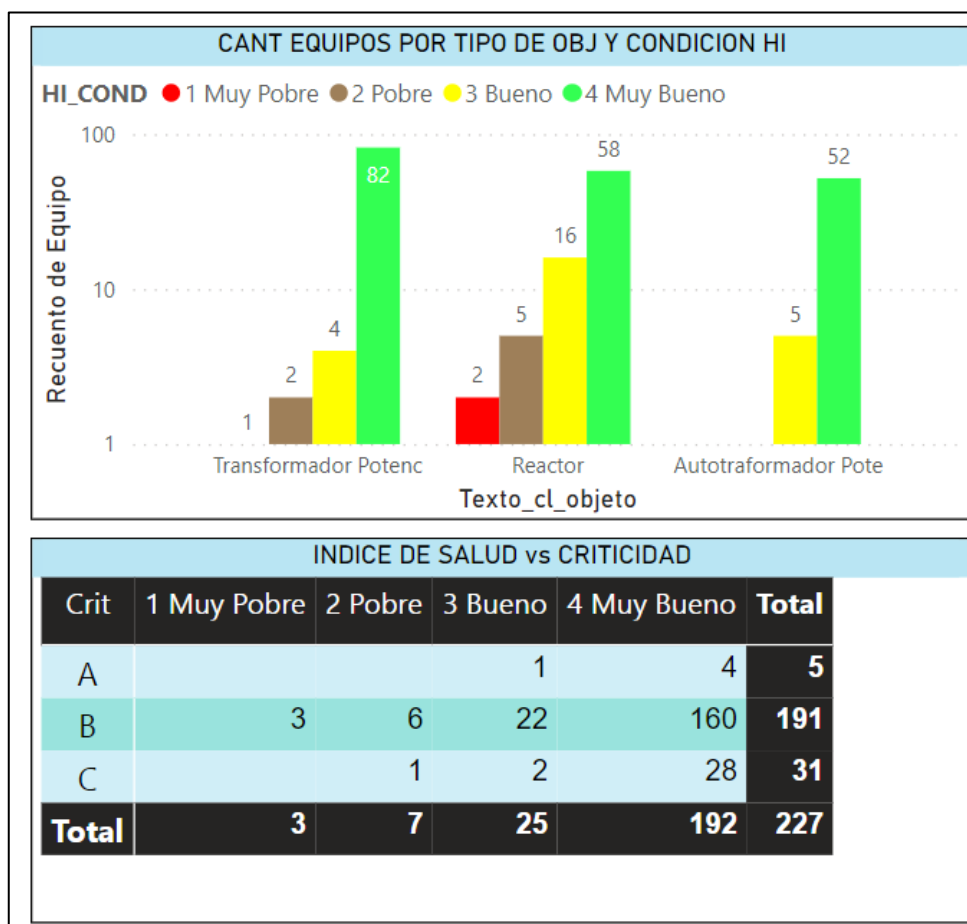 CANT EQUIPOS POR TIPO DE OBJ Y CONDICION HI
HI_COND 1 Muy Pobre 2 Pobre 3 Bueno 4 Muy Bueno
Recuento de Equipo
100
10
1
1
2
4
82
2
5
16
58
5
52
Transformador Potenc Reactor Autotraformador Pote
Texto_cl_objeto
INDICE DE SALUD vs CRITICIDAD
Crit 1 Muy Pobre 2 Pobre 3 Bueno 4 Muy Bueno Total
A 1 4 5
B 3 6 22 160 191
C 1 2 28 31
Total 3 7 25 192 227